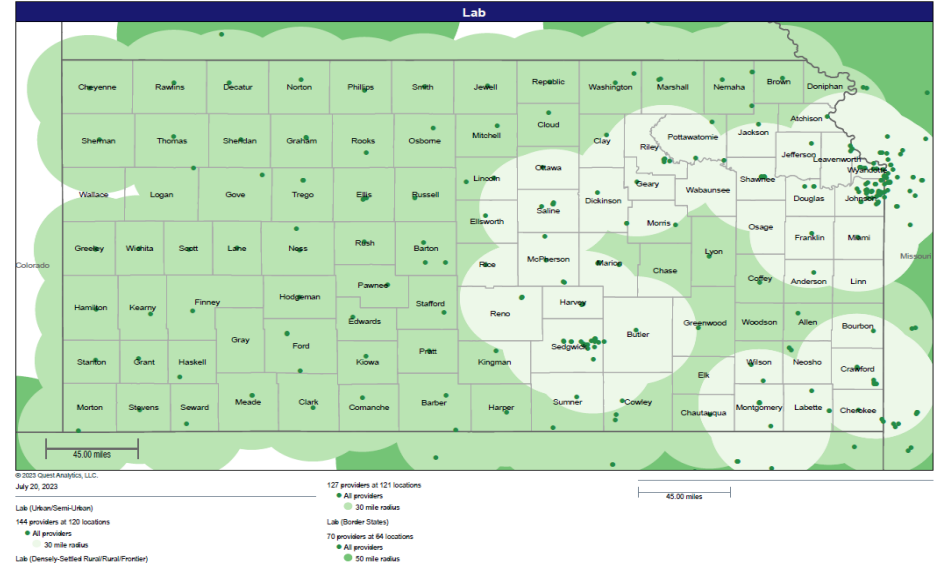 Lab
Cheyenne Rawlins Decatur Norton Phillips Smith Jewell Republic Washington Marshall Nemaha Brown Doniphan
Atchison
Sherman Thomas Sheridan Graham Rooks Osborne Mitchell Cloud Clay Riley Pottawatomie Jackson
Jefferson Leavenworth
Wallace Logan Gove Trego Ellis Russell Lincoln Ottawa Geary Wabaunsee Shawnee Wyandotte
Saline Dickinson Douglas Johnson
Ellsworth Morris Osage
Greeley Wichita Scott Lane Ness Rush Barton McPherson Marion Lyon Franklin Miami
Colorado Rice Chase Missouri
Hamilton Kearny Finney Hodgeman Pawnee Stafford Coffey Anderson Linn
Reno Harvey
Edwards Butler Greenwood Woodson Allen Bourbon
Gray Ford Sedgwick
Stanton Grant Haskell Kiowa Pratt Kingman Elk Wilson Neosho Crawford
Morton Stevens Seward Meade Clark Comanche Barber Harper Sumner Cowley Chautauqua Montgomery Labette Cherokee
45.00 miles
© 2023 Quest Analytics, LLC.
July 20, 2023
Lab (Urban/Semi-Urban)
144 providers at 120 locations
All providers
30 mile radius
Lab (Densely-Settled Rural/Rural/Frontier)
127 providers at 121 locations
All providers
30 mile radius
Lab (Border States)
70 providers at 64 locations
All providers
50 mile radius
45.00 miles